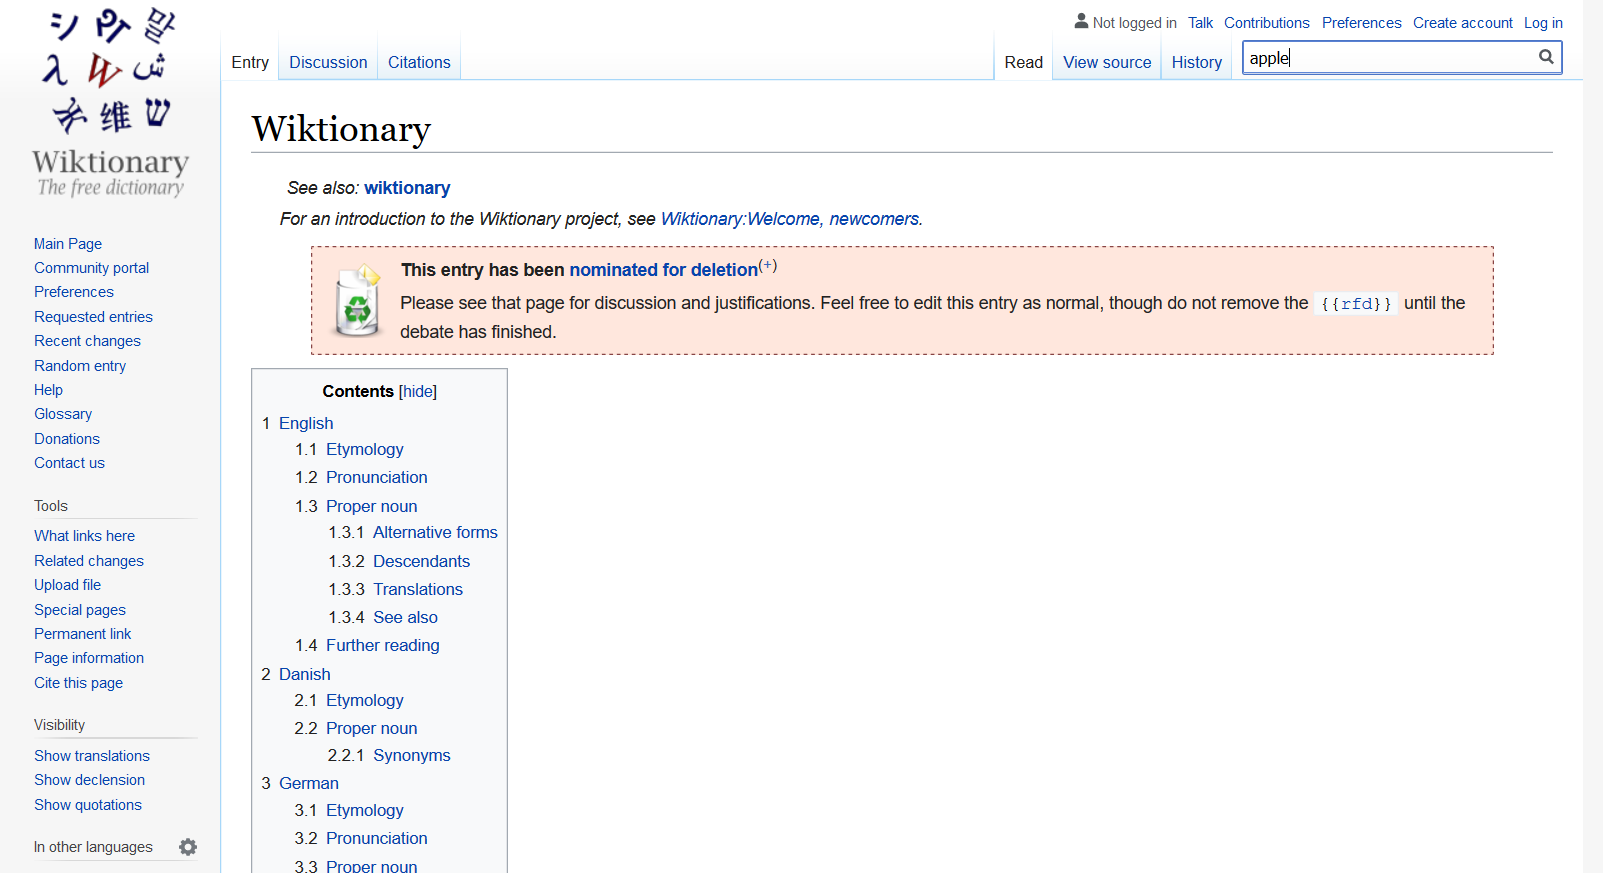 シ Wiktionary
The free dictionary
Not logged in Talk Contributions Preferences Create account Log in
Entry Discussion Citations Read View source History apple
Wiktionary
See also: wiktionary
For an introduction to the Wiktionary project, see Wiktionary:Welcome, newcomers.
This entry has been nominated for deletion(+)
Please see that page for discussion and justifications. Feel free to edit this entry as normal, though do not remove the {{rfd}} until the
debate has finished.
Contents [hide]
1 English
1.1 Etymology
1.2 Pronunciation
1.3 Proper noun
1.3.1 Alternative forms
1.3.2 Descendants
1.3.3 Translations
1.3.4 See also
1.4 Further reading
2 Danish
2.1 Etymology
2.2 Proper noun
2.2.1 Synonyms
3 German
3.1 Etymology
3.2 Pronunciation
3.3 Proper noun
Main Page
Community portal
Preferences
Requested entries
Recent changes
Random entry
Help
Glossary
Donations
Contact us
Tools
What links here
Related changes
Upload file
Special pages
Permanent link
Page information
Cite this page
Visibility
Show translations
Show declension
Show quotations
In other languages